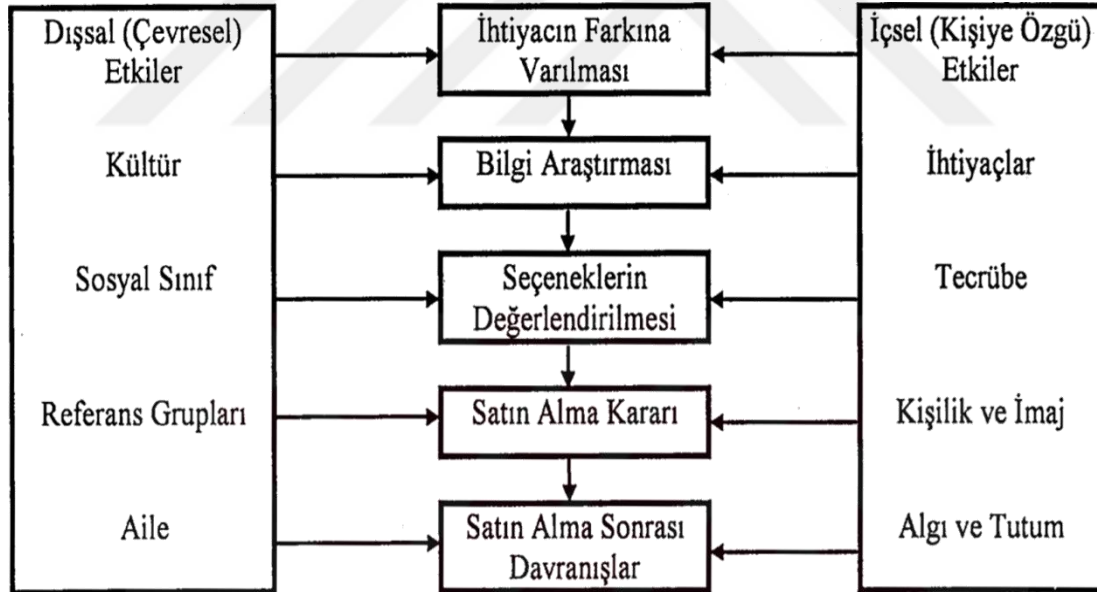 Dışsal (Çevresel)
Etkiler
Kültür
Sosyal Sınıf
Referans Grupları
Aile
İhtiyacın Farkına
Varılması
Bilgi Araştırması
Seçeneklerin
Değerlendirilmesi
Satın Alma Kararı
Satın Alma Sonrası
Davranışlar
İçsel (Kişiye Özgü)
Etkiler
İhtiyaçlar
Tecrübe
Kişilik ve İmaj
Algı ve Tutum